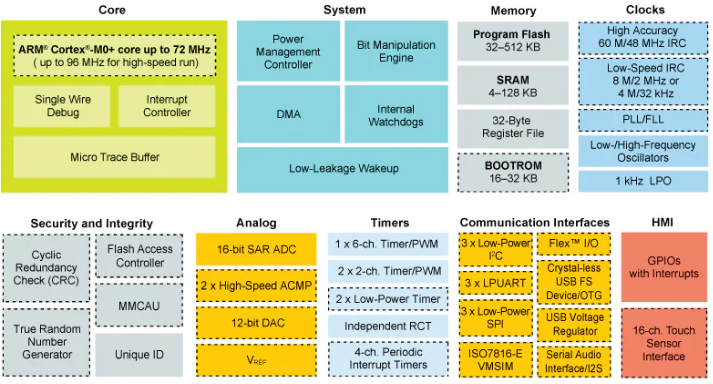 Core
ARM® Cortex®-M0+ core up to 72 MHz
( up to 96 MHz for high-speed run)
Single Wire
Debug
Interrupt
Controller
Micro Trace Buffer
System
Power
Management
Controller
Bit Manipulation
Engine
DMA
Internal
Watchdogs
Low-Leakage Wakeup
Memory
Program Flash
32–512 KB
SRAM
4–128 KB
32-Byte
Register File
BOOTROM
16–32 KB
Clocks
High Accuracy
60 M/48 MHz IRC
Low-Speed IRC
8 M/2 MHz or
4 M/32 kHz
PLL/FLL
Low-/High-Frequency
Oscillators
1 kHz LPO
Security and Integrity
Cyclic
Redundancy
Check (CRC)
Flash Access
Controller
MMCAU
True Random
Number
Generator
Unique ID
Analog
16-bit SAR ADC
2 x High-Speed ACMP
12-bit DAC
VREF
Timers
1 x 6-ch. Timer/PWM
2 x 2-ch. Timer/PWM
2 x Low-Power Timer
Independent RCT
4-ch. Periodic
Interrupt Timers
Communication Interfaces
3 x Low-Power
I²C
3 x LPUART
3 x Low-Power
SPI
ISO7816-E
VMSIM
Flex™ I/O
Crystal-less
USB FS
Device/OTG
USB Voltage
Regulator
Serial Audio
Interface/I2S
HMI
GPIOs
with Interrupts
16-ch. Touch
Sensor
Interface